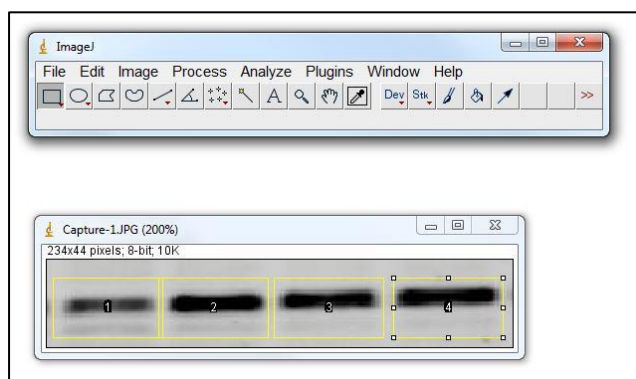 ImageJ
File Edit Image Process Analyze Plugins Window Help
A Dev Stk >>
Capture-1.JPG (200%)
234x44 pixels; 8-bit; 10K
1 2 3 4